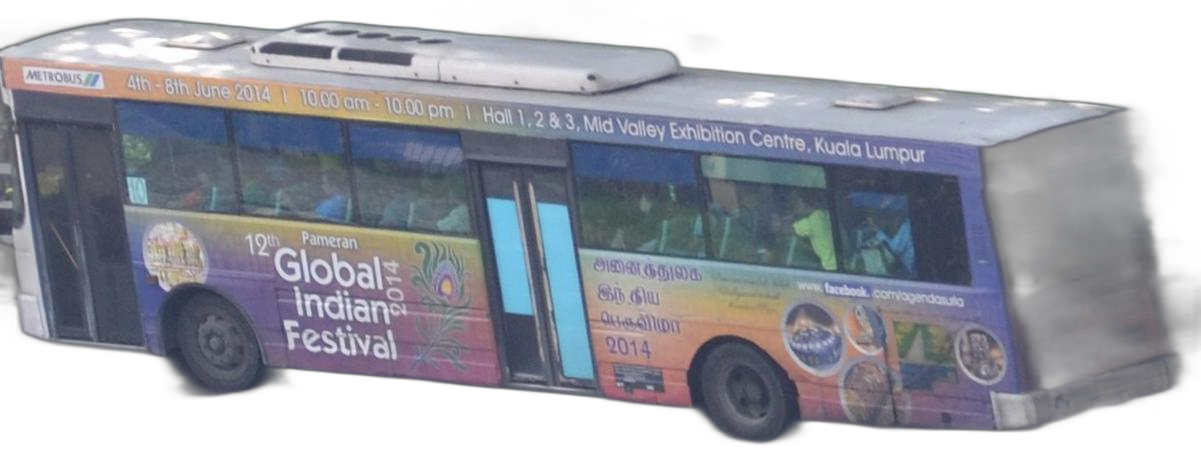 METROBUS
4th - 8th June 2014 | 10.00 am - 10.00 pm | Hall 1, 2 & 3, Mid Valley Exhibition Centre, Kuala Lumpur
12th Pameran
Global
Indian
Festival
2014
அனைத்துலக
இந்திய
பெருவிழா
2014
www.facebook.com/agendasuria